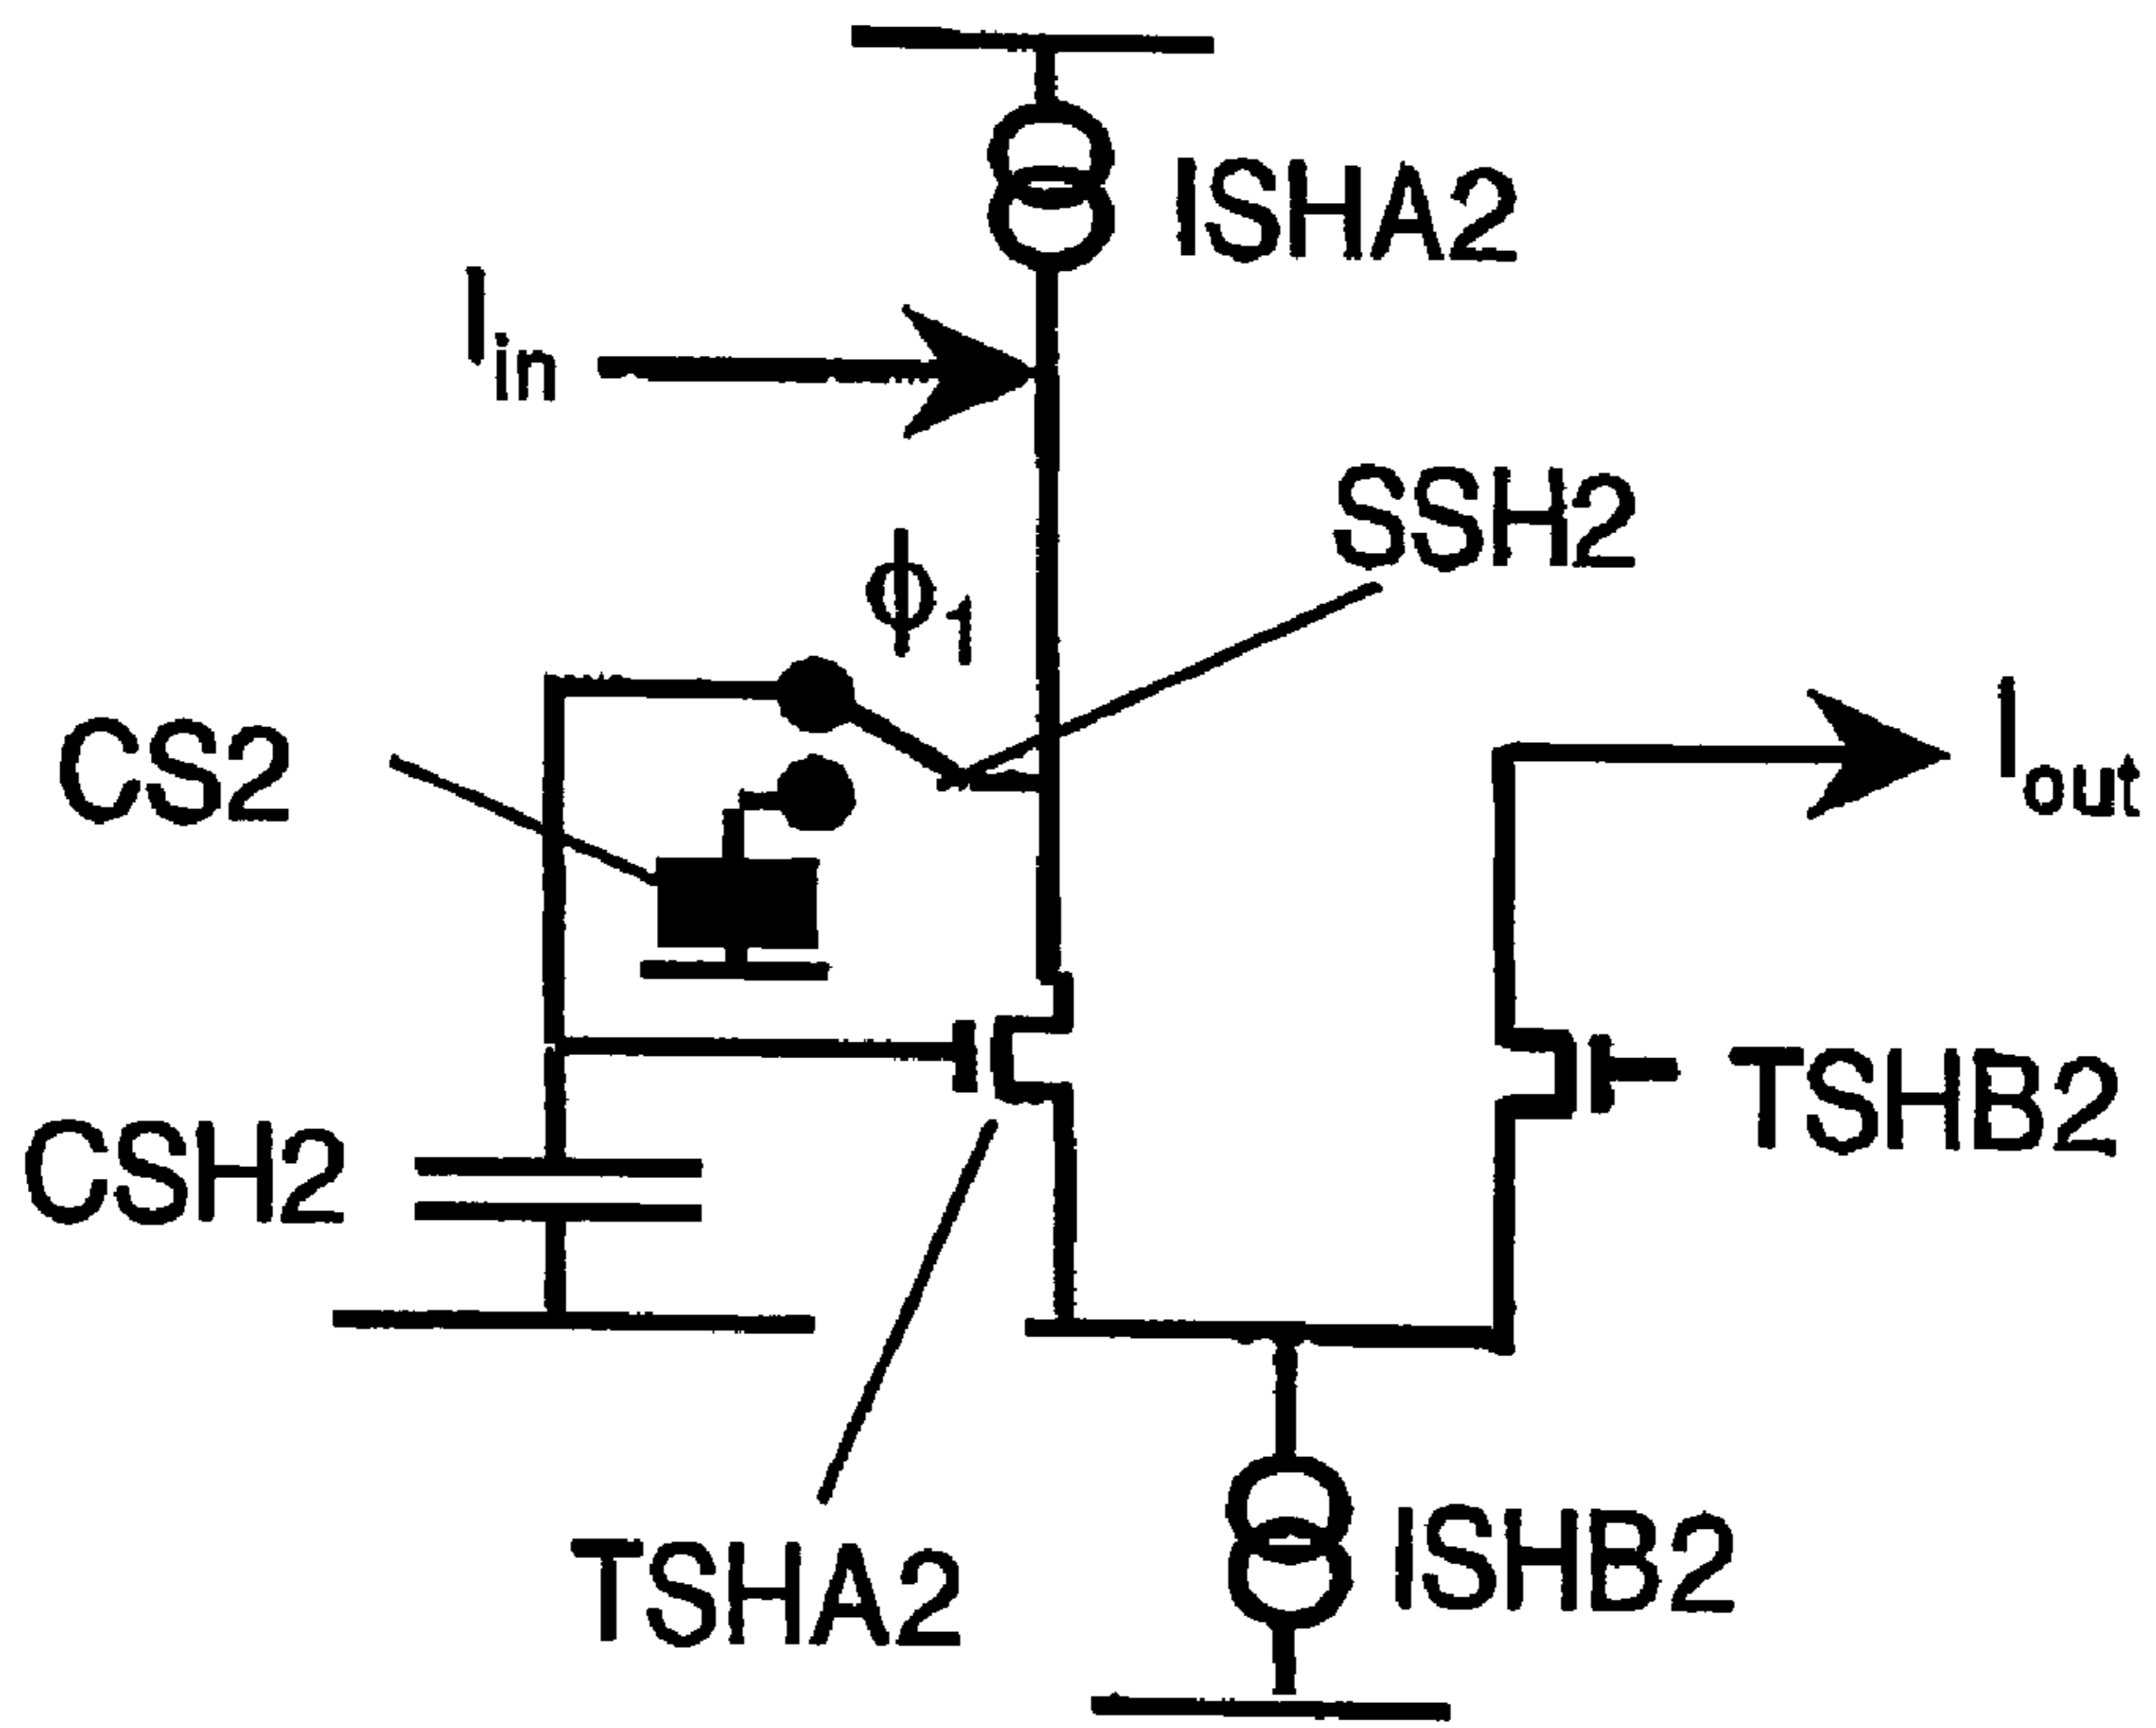 ISHA2
Iin
SSH2
ϕ1
CS2
Iout
TSHB2
CSH2
TSHA2
ISHB2